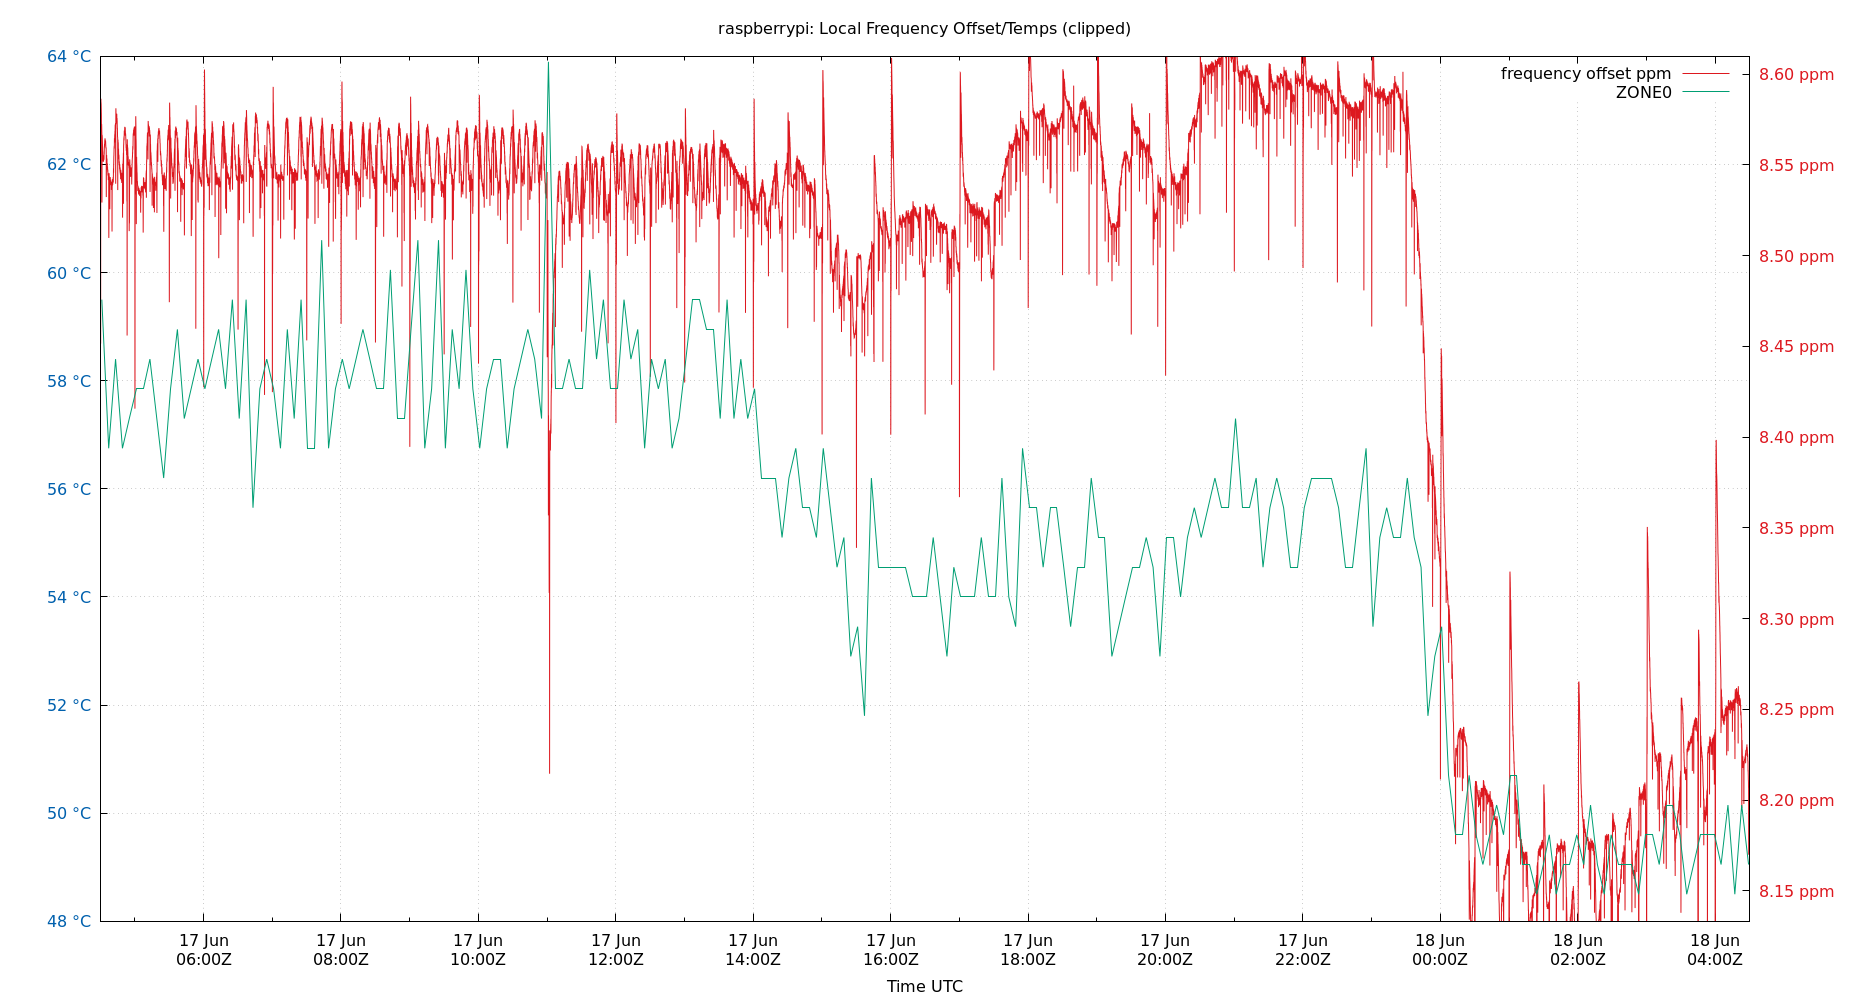 raspberrypi: Local Frequency Offset/Temps (clipped)
frequency offset ppm
ZONE0
64 °C
62 °C
60 °C
58 °C
56 °C
54 °C
52 °C
50 °C
48 °C
8.60 ppm
8.55 ppm
8.50 ppm
8.45 ppm
8.40 ppm
8.35 ppm
8.30 ppm
8.25 ppm
8.20 ppm
8.15 ppm
17 Jun
06:00Z
17 Jun
08:00Z
17 Jun
10:00Z
17 Jun
12:00Z
17 Jun
14:00Z
17 Jun
16:00Z
17 Jun
18:00Z
17 Jun
20:00Z
17 Jun
22:00Z
18 Jun
00:00Z
18 Jun
02:00Z
18 Jun
04:00Z
Time UTC